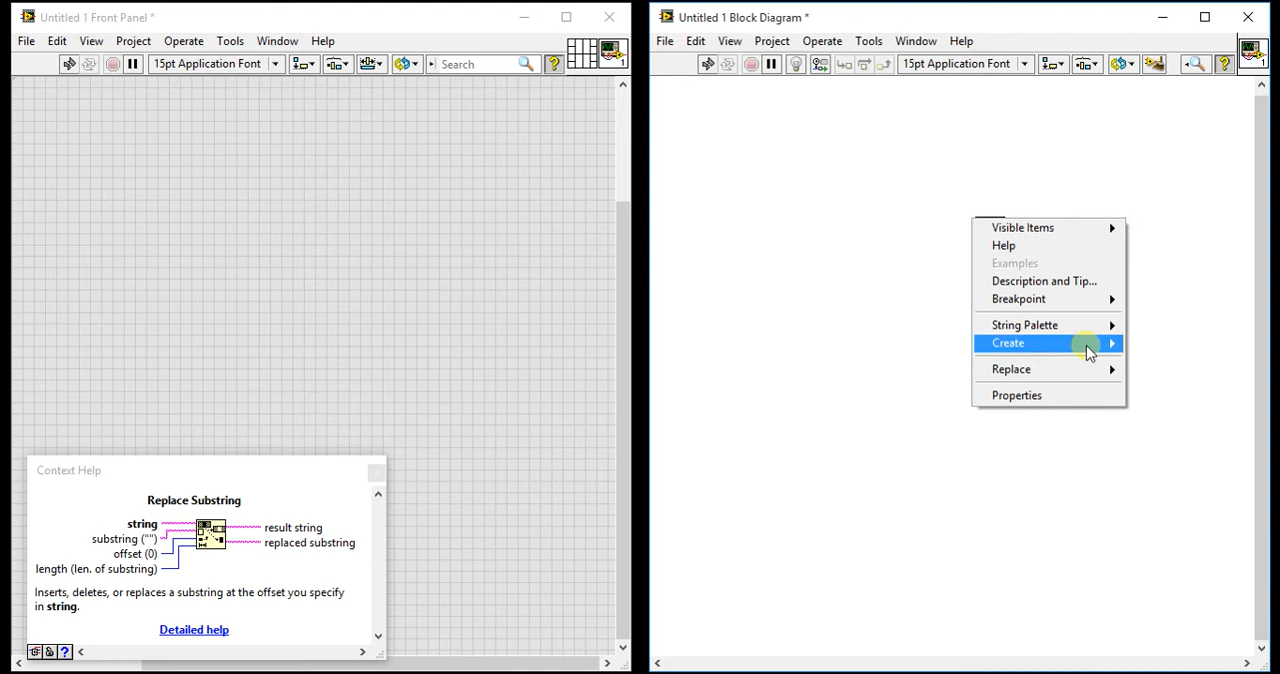 Untitled 1 Front Panel *
File Edit View Project Operate Tools Window Help
15pt Application Font
Search
?
1
Context Help
Replace Substring
string
substring ("")
offset (0)
length (len. of substring)
result string
replaced substring
Inserts, deletes, or replaces a substring at the offset you specify
in string.
Detailed help
?
Untitled 1 Block Diagram *
File Edit View Project Operate Tools Window Help
15pt Application Font
?
1
Visible Items
Help
Examples
Description and Tip...
Breakpoint
String Palette
Create
Replace
Properties